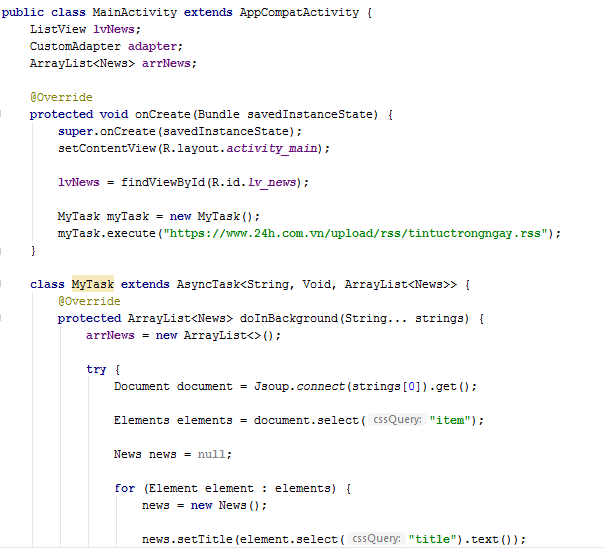 public class MainActivity extends AppCompatActivity {
ListView lvNews;
CustomAdapter adapter;
ArrayList<News> arrNews;
@Override
protected void onCreate(Bundle savedInstanceState) {
super.onCreate(savedInstanceState);
setContentView(R.layout.activity_main);
lvNews = findViewById(R.id.lv_news);
MyTask myTask = new MyTask();
myTask.execute("https://www.24h.com.vn/upload/rss/tintuctrongngay.rss");
}
class MyTask extends AsyncTask<String, Void, ArrayList<News>> {
@Override
protected ArrayList<News> doInBackground(String... strings) {
arrNews = new ArrayList<>();
try {
Document document = Jsoup.connect(strings[0]).get();
Elements elements = document.select( cssQuery: "item");
News news = null;
for (Element element : elements) {
news = new News();
news.setTitle(element.select( cssQuery: "title").text());